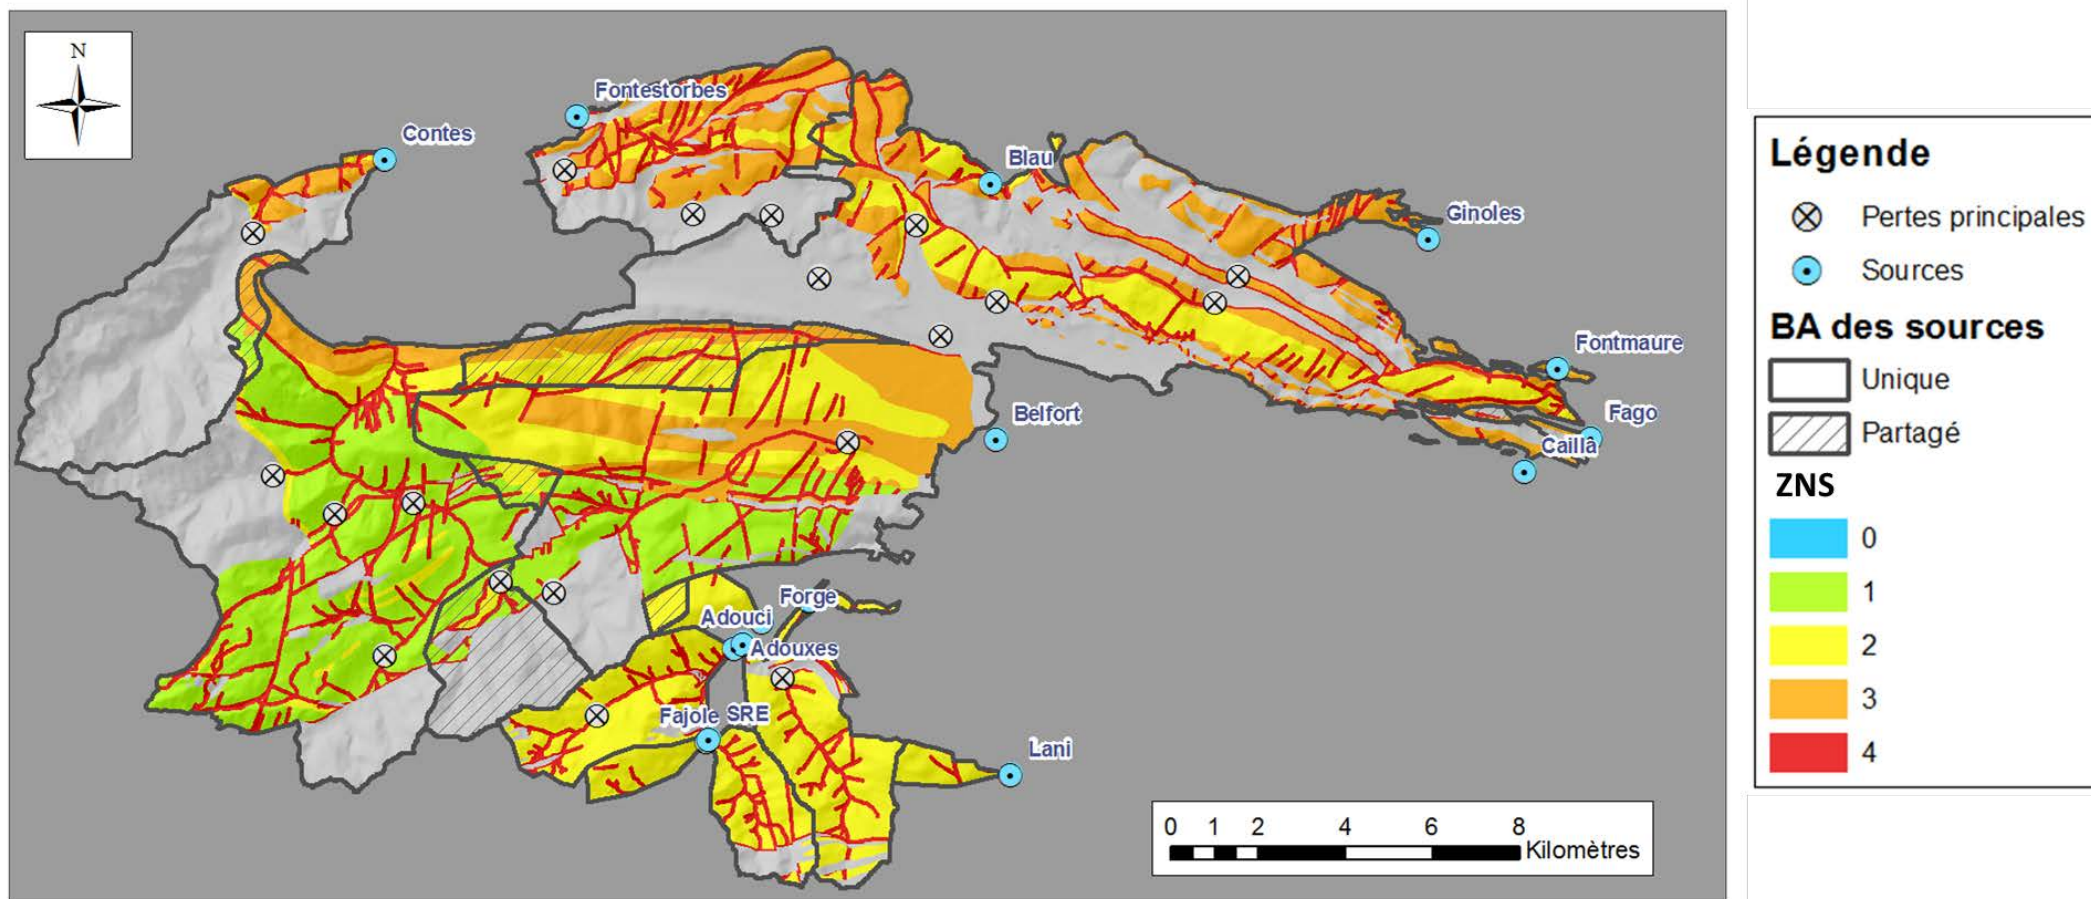 N
Fontestorbes
Contes
Blau
Ginoles
Fontmaure
Belfort
Fago
Caillâ
Forge
Adouci
Adouxes
Fajole SRE
Lani
0 1 2 4 6 8
Kilomètres
Légende
Pertes principales
Sources
BA des sources
Unique
Partagé
ZNS
0
1
2
3
4